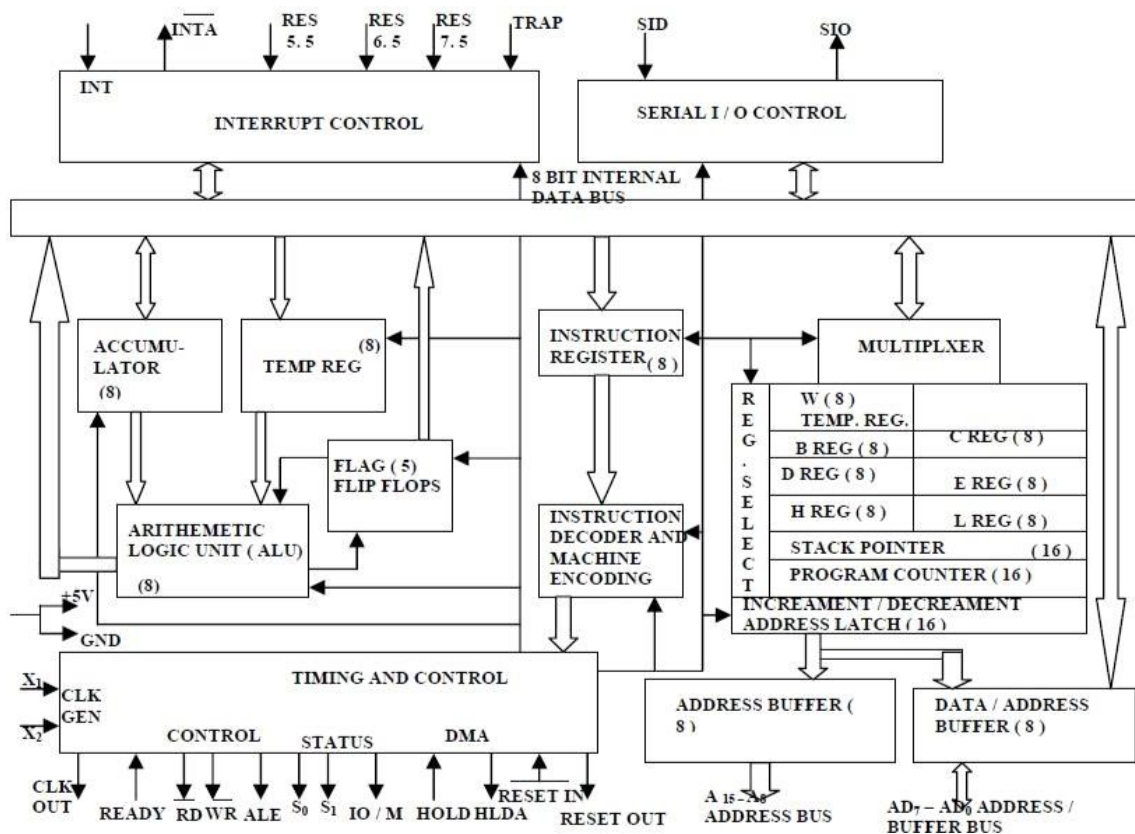 INTA
RES
5. 5
RES
6. 5
RES
7. 5
TRAP
SID
SIO
INT
INTERRUPT CONTROL
SERIAL I / O CONTROL
8 BIT INTERNAL
DATA BUS
ACCUMU-
LATOR
(8)
(8)
TEMP REG
INSTRUCTION
REGISTER ( 8 )
MULTIPLXER
REG. SELECT
W ( 8 )
TEMP. REG.
B REG ( 8 )
C REG ( 8 )
D REG ( 8 )
E REG ( 8 )
H REG ( 8 )
L REG ( 8 )
STACK POINTER ( 16 )
PROGRAM COUNTER ( 16 )
INCREAMENT / DECREAMENT
ADDRESS LATCH ( 16 )
FLAG ( 5 )
FLIP FLOPS
ARITHEMETIC
LOGIC UNIT ( ALU )
(8)
INSTRUCTION
DECODER AND
MACHINE
ENCODING
+5V
GND
X1
X2
CLK
GEN
TIMING AND CONTROL
CONTROL
STATUS
DMA
ADDRESS BUFFER (
8 )
DATA / ADDRESS
BUFFER ( 8 )
CLK
OUT
READY
RD
WR
ALE
S0
S1
IO / M
HOLD
HLDA
RESET IN
RESET OUT
A 15 – A8
ADDRESS BUS
AD7 – AD0 ADDRESS /
BUFFER BUS